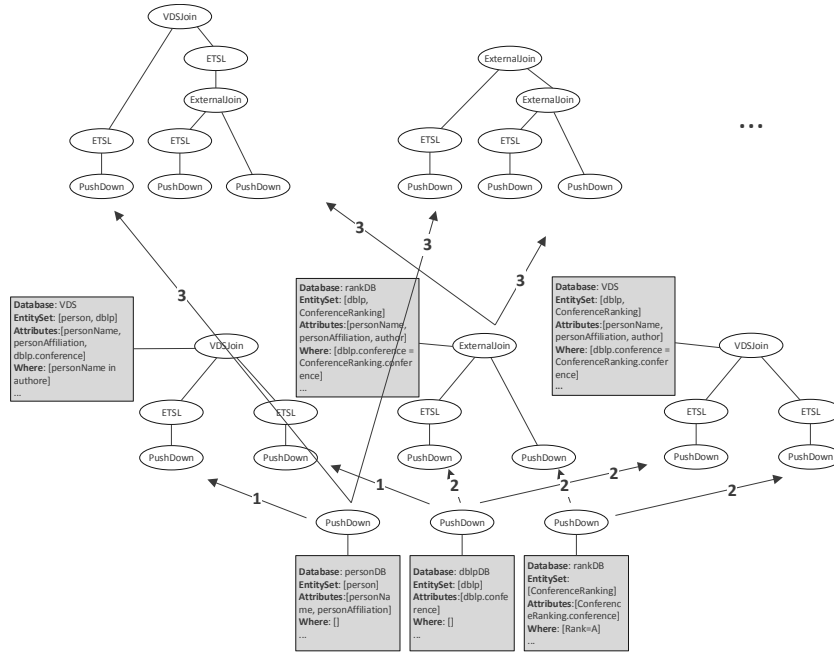 VDSJoin
ETSL
ExternalJoin
ETSL
ETSL
PushDown
PushDown
PushDown
ExternalJoin
ExternalJoin
ETSL
ETSL
PushDown
PushDown
PushDown
...
3
3
3
3
Database: VDS
EntitySet: [person, dblp]
Attributes:[personName,
personAffiliation,
dblp.conference]
Where: [personName in
authore]
...
VDSJoin
ETSL
ETSL
PushDown
PushDown
Database: rankDB
EntitySet: [dblp,
ConferenceRanking]
Attributes:[personName,
personAffiliation, author]
Where: [dblp.conference =
ConferenceRanking.confer
ence]
...
ExternalJoin
ETSL
PushDown
PushDown
Database: VDS
EntitySet: [dblp,
ConferenceRanking]
Attributes:[personName,
personAffiliation, author]
Where: [dblp.conference =
ConferenceRanking.confer
ence]
...
VDSJoin
ETSL
ETSL
PushDown
PushDown
1
1
2
2
2
2
PushDown
PushDown
PushDown
Database: personDB
EntitySet: [person]
Attributes:[personNa
me, personAffiliation]
Where: []
...
Database: dblpDB
EntitySet: [dblp]
Attributes:[dblp.confe
rence]
Where: []
...
Database: rankDB
EntitySet:
[ConferenceRanking]
Attributes:[Conferenc
eRanking.conference]
Where: [Rank=A]
...